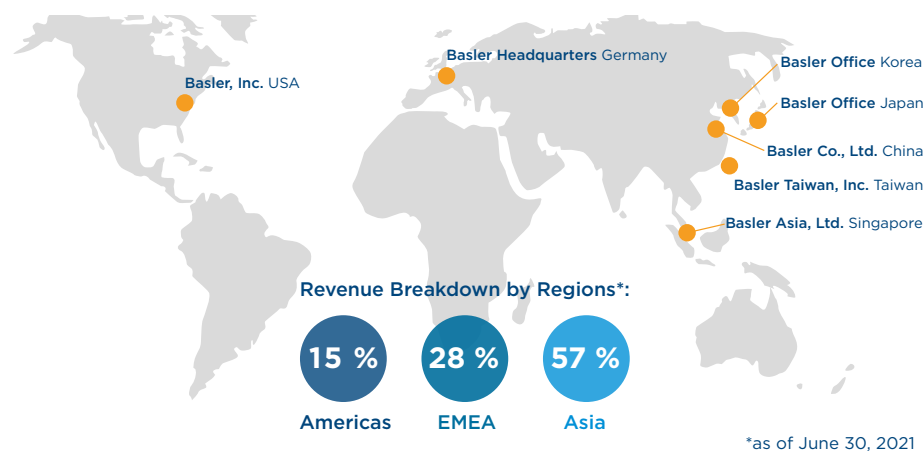 Basler Headquarters Germany
Basler, Inc. USA
Basler Office Korea
Basler Office Japan
Basler Co., Ltd. China
Basler Taiwan, Inc. Taiwan
Basler Asia, Ltd. Singapore
Revenue Breakdown by Regions*:
15 % 28 % 57 %
Americas EMEA Asia
*as of June 30, 2021